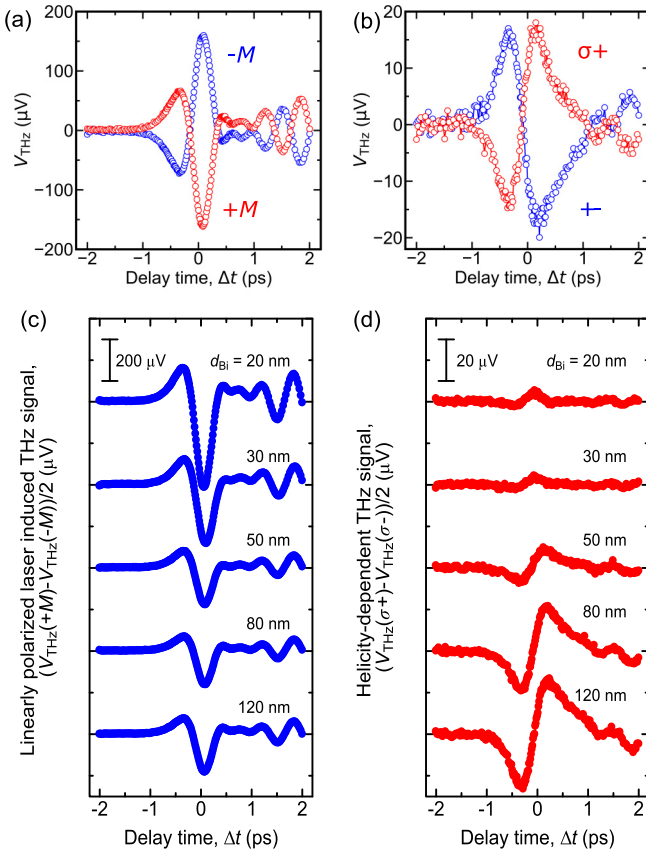 (a)
200
100
0
−100
−200
V_THz (µV)
-M
+M
-2
-1
0
1
2
Delay time, Δt (ps)
(b)
20
10
0
−10
−20
V_THz (µV)
σ+
+-
-2
-1
0
1
2
Delay time, Δt (ps)
(c)
200 µV
d_Bi = 20 nm
30 nm
50 nm
80 nm
120 nm
Linearly polarized laser induced THz signal,
(V_THz(+M)-V_THz(-M))/2 (µV)
-2
-1
0
1
2
Delay time, Δt (ps)
(d)
20 µV
d_Bi = 20 nm
30 nm
50 nm
80 nm
120 nm
Helicity-dependent THz signal,
(V_THz(σ+)-V_THz(σ-))/2 (µV)
-2
-1
0
1
2
Delay time, Δt (ps)